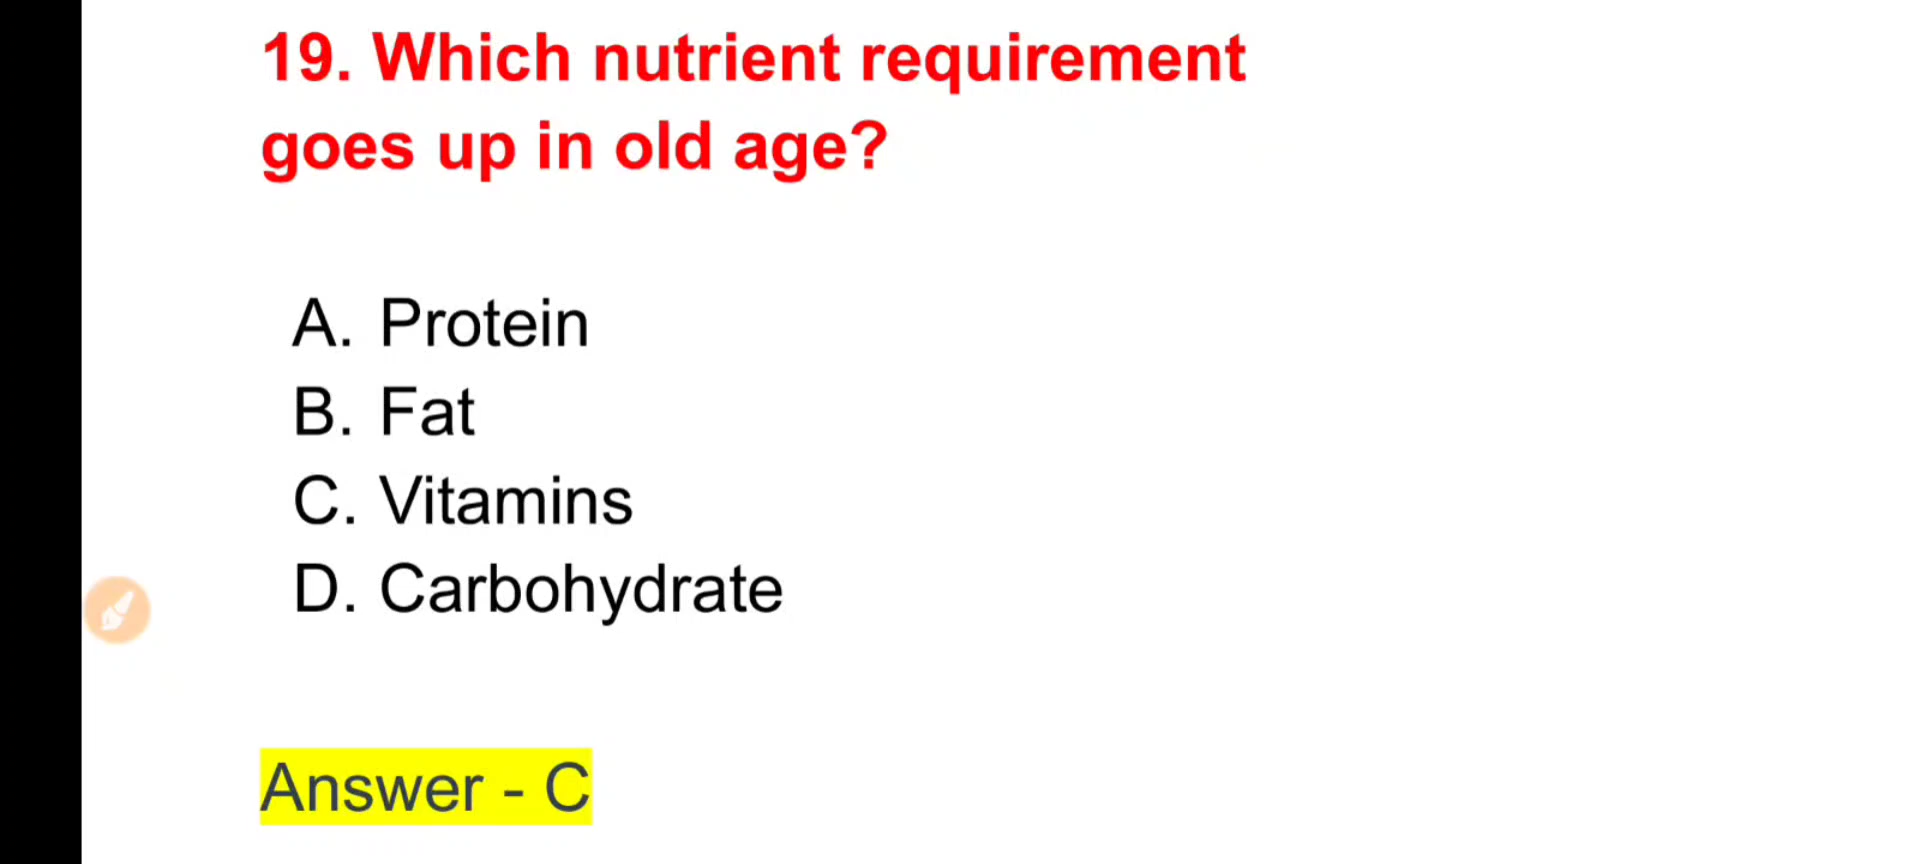 19. Which nutrient requirement
goes up in old age?
A. Protein
B. Fat
C. Vitamins
D. Carbohydrate
Answer - C